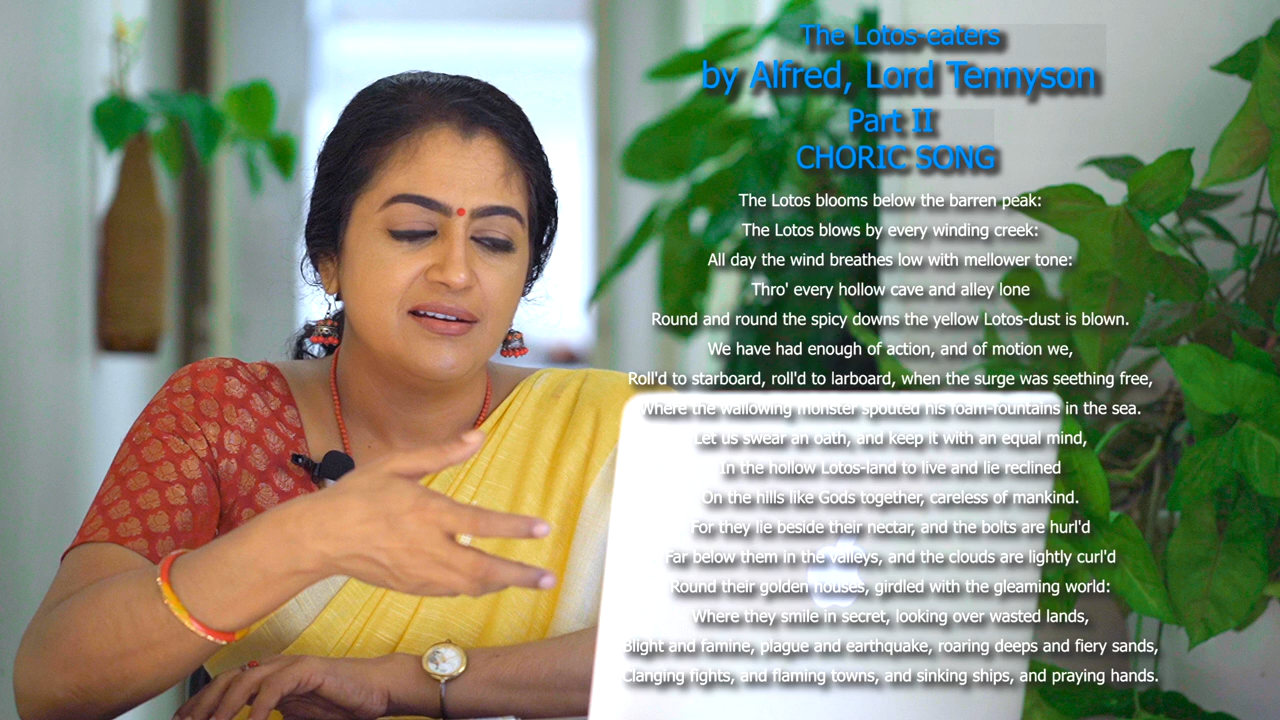 The Lotos-eaters
by Alfred, Lord Tennyson
Part II
CHORIC SONG
The Lotos blooms below the barren peak:
The Lotos blows by every winding creek:
All day the wind breathes low with mellower tone:
Thro' every hollow cave and alley lone
Round and round the spicy downs the yellow Lotos-dust is blown.
We have had enough of action, and of motion we,
Roll'd to starboard, roll'd to larboard, when the surge was seething free,
Where the wallowing monster spouted his foam-fountains in the sea.
Let us swear an oath, and keep it with an equal mind,
In the hollow Lotos-land to live and lie reclined
On the hills like Gods together, careless of mankind.
For they lie beside their nectar, and the bolts are hurl'd
Far below them in the valleys, and the clouds are lightly curl'd
Round their golden houses, girdled with the gleaming world:
Where they smile in secret, looking over wasted lands,
Blight and famine, plague and earthquake, roaring deeps and fiery sands,
Clanging fights, and flaming towns, and sinking ships, and praying hands.